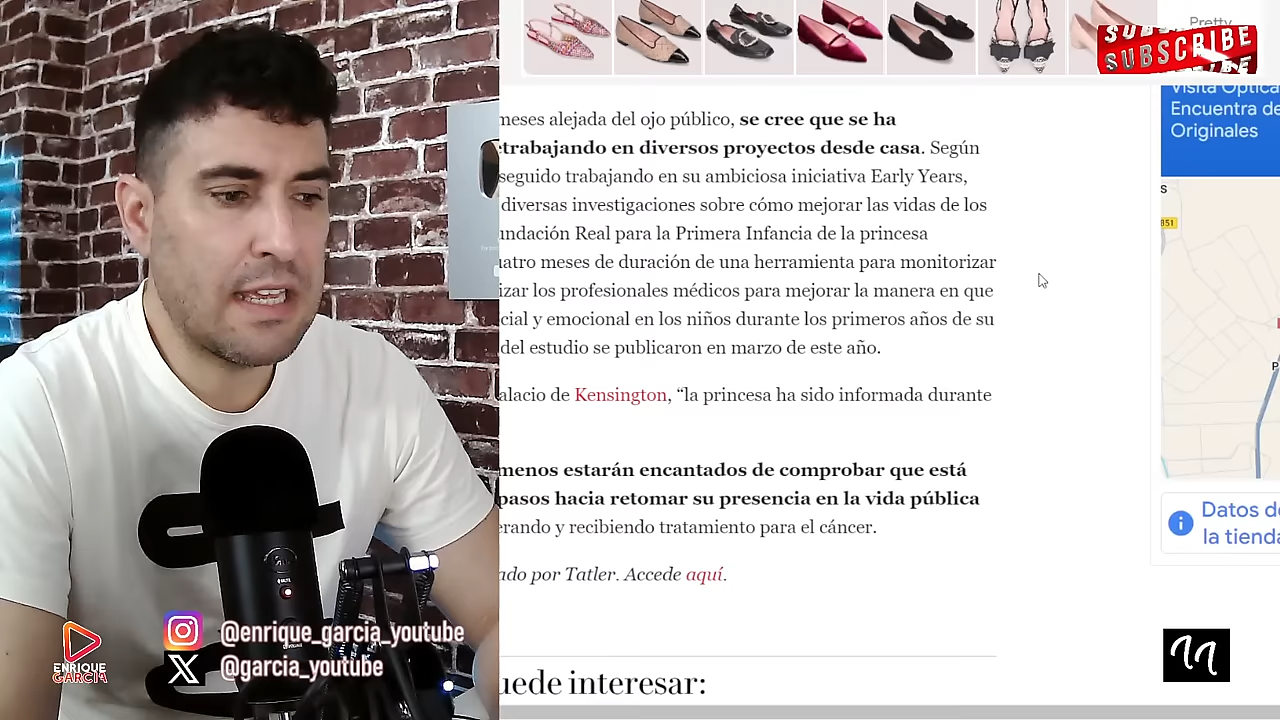 Pretty
SUBSCRIBE
Visita Óptica
Encuentra de
Originales
meses alejada del ojo público, se cree que se ha
etrabajando en diversos proyectos desde casa. Según
seguido trabajando en su ambiciosa iniciativa Early Years,
diversas investigaciones sobre cómo mejorar las vidas de los
undación Real para la Primera Infancia de la princesa
uatro meses de duración de una herramienta para monitorizar
izar los profesionales médicos para mejorar la manera en que
cial y emocional en los niños durante los primeros años de su
del estudio se publicaron en marzo de este año.
alacio de Kensington, “la princesa ha sido informada durante
menos estarán encantados de comprobar que está
pasos hacia retomar su presencia en la vida pública
erando y recibiendo tratamiento para el cáncer.
ado por Tatler. Accede aquí.
uede interesar:
S
851
P
Datos de
la tienda
@enrique_garcia_youtube
@garcia_youtube
ENRIQUE
GARCIA